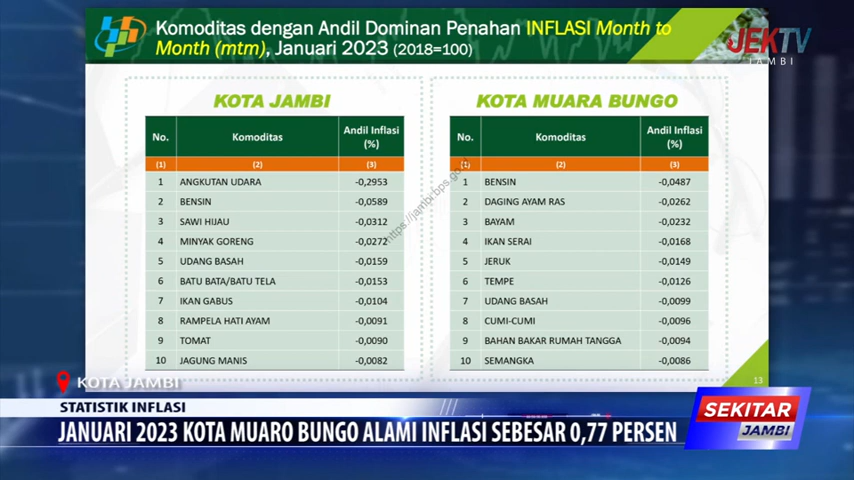 Komoditas dengan Andil Dominan Penahan INFLASI Month to
Month (mtm), Januari 2023 (2018=100)
JEKTV
JAMBI
KOTA JAMBI
No. Komoditas Andil Inflasi (%)
(1) (2) (3)
1 ANGKUTAN UDARA -0,2953
2 BENSIN -0,0589
3 SAWI HIJAU -0,0312
4 MINYAK GORENG -0,0272
5 UDANG BASAH -0,0159
6 BATU BATA/BATU TELA -0,0153
7 IKAN GABUS -0,0104
8 RAMPELA HATI AYAM -0,0091
9 TOMAT -0,0090
10 JAGUNG MANIS -0,0082
KOTA MUARA BUNGO
No. Komoditas Andil Inflasi (%)
(1) (2) (3)
1 BENSIN -0,0487
2 DAGING AYAM RAS -0,0262
3 BAYAM -0,0232
4 IKAN SERAI -0,0168
5 JERUK -0,0149
6 TEMPE -0,0126
7 UDANG BASAH -0,0099
8 CUMI-CUMI -0,0096
9 BAHAN BAKAR RUMAH TANGGA -0,0094
10 SEMANGKA -0,0086
https://jambi.bps.go
13
KOTA JAMBI
STATISTIK INFLASI
JANUARI 2023 KOTA MUARO BUNGO ALAMI INFLASI SEBESAR 0,77 PERSEN
SEKITAR
JAMBI